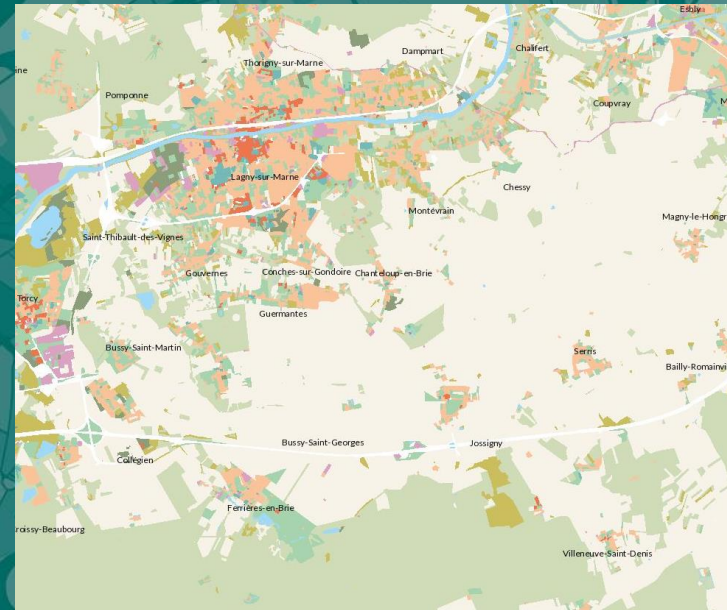 Esbly
Dampmart
Chalifert
Thorigny-sur-Marne
Pomponne
Coupvray
Lagny-sur-Marne
Chessy
Montévrain
Magny-le-Hongr
Saint-Thibault-des-Vignes
Gouvernes
Conches-sur-Gondoire
Chanteloup-en-Brie
Torcy
Guermantes
Bussy-Saint-Martin
Serris
Bailly-Romainvi
Bussy-Saint-Georges
Jossigny
Collégien
Ferrières-en-Brie
roissy-Beaubourg
Villeneuve-Saint-Denis